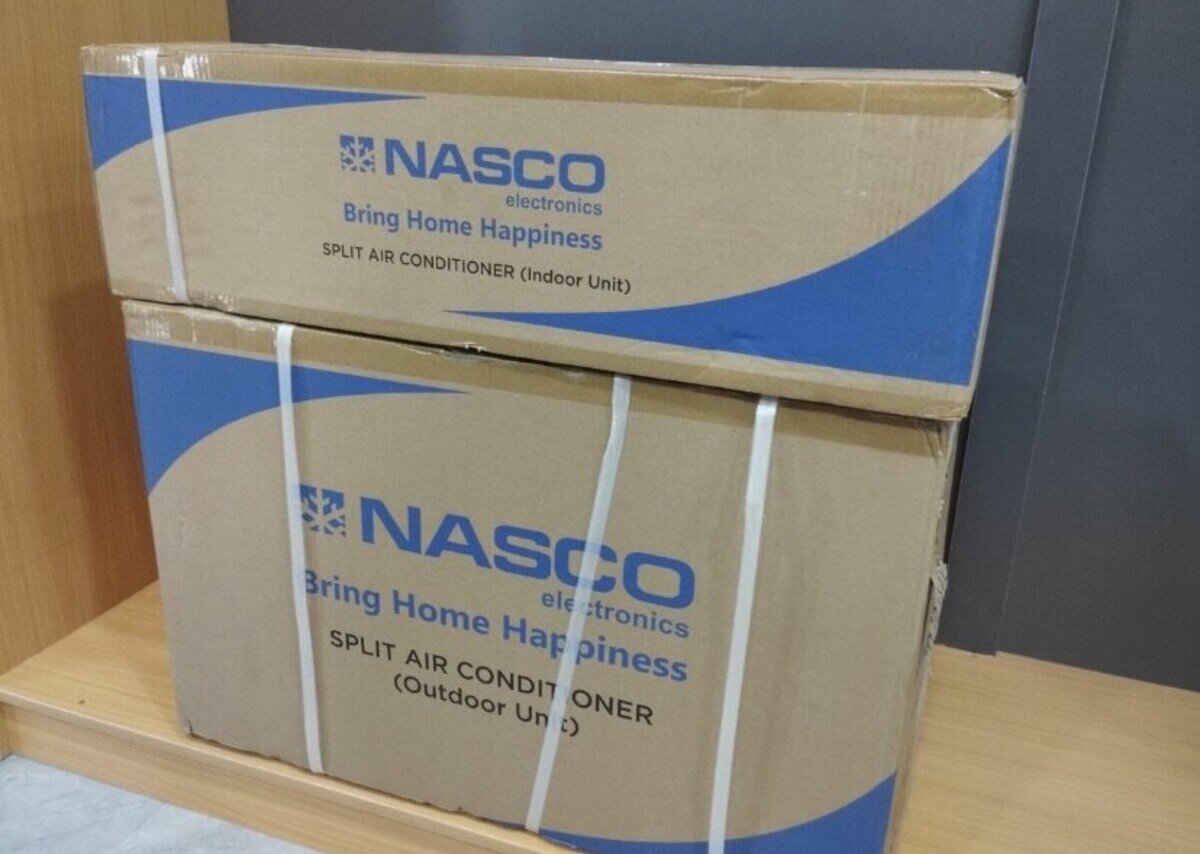 NASCO
electronics
Bring Home Happiness
SPLIT AIR CONDITIONER (Indoor Unit)
NASCO
electronics
Bring Home Happiness
SPLIT AIR CONDITIONER
(Outdoor Unit)